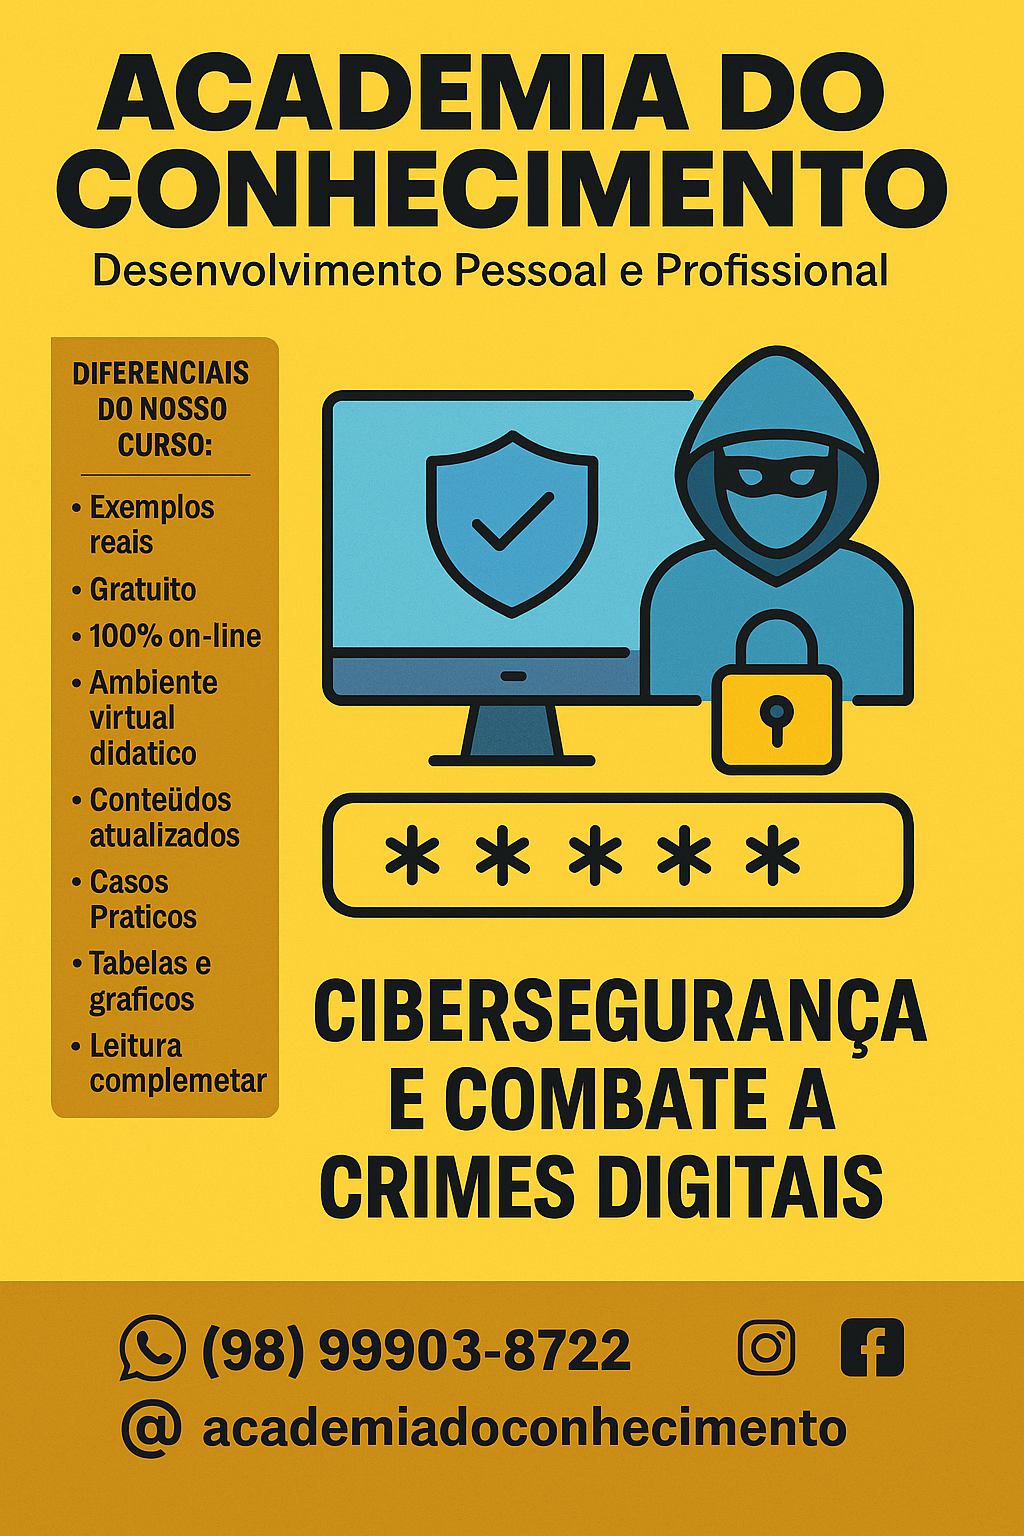 ACADEMIA DO
CONHECIMENTO
Desenvolvimento Pessoal e Profissional
DIFERENCIAIS
DO NOSSO
CURSO:
• Exemplos
reais
• Gratuito
• 100% on-line
• Ambiente
virtual
didatico
• Conteüdos
atualizados
• Casos
Praticos
• Tabelas e
graficos
• Leitura
complemetar
*****
CIBERSEGURANÇA
E COMBATE A
CRIMES DIGITAIS
(98) 99903-8722
@ academiadoconhecimento